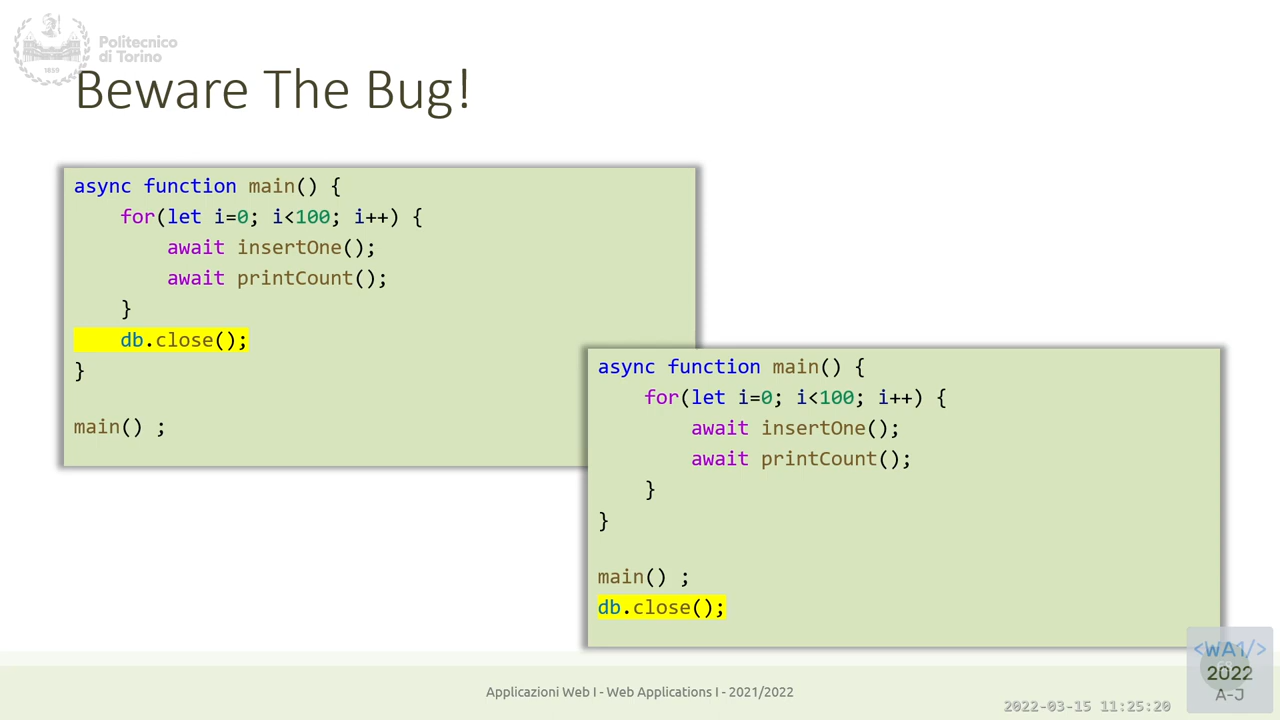 Politecnico
di Torino
1859
Beware The Bug!
async function main() {
    for(let i=0; i<100; i++) {
        await insertOne();
        await printCount();
    }
    db.close();
}
main() ;
async function main() {
    for(let i=0; i<100; i++) {
        await insertOne();
        await printCount();
    }
}
main() ;
db.close();
Applicazioni Web I - Web Applications I - 2021/2022
2022-03-15 11:25:20
<WA1/>
2022
A-J